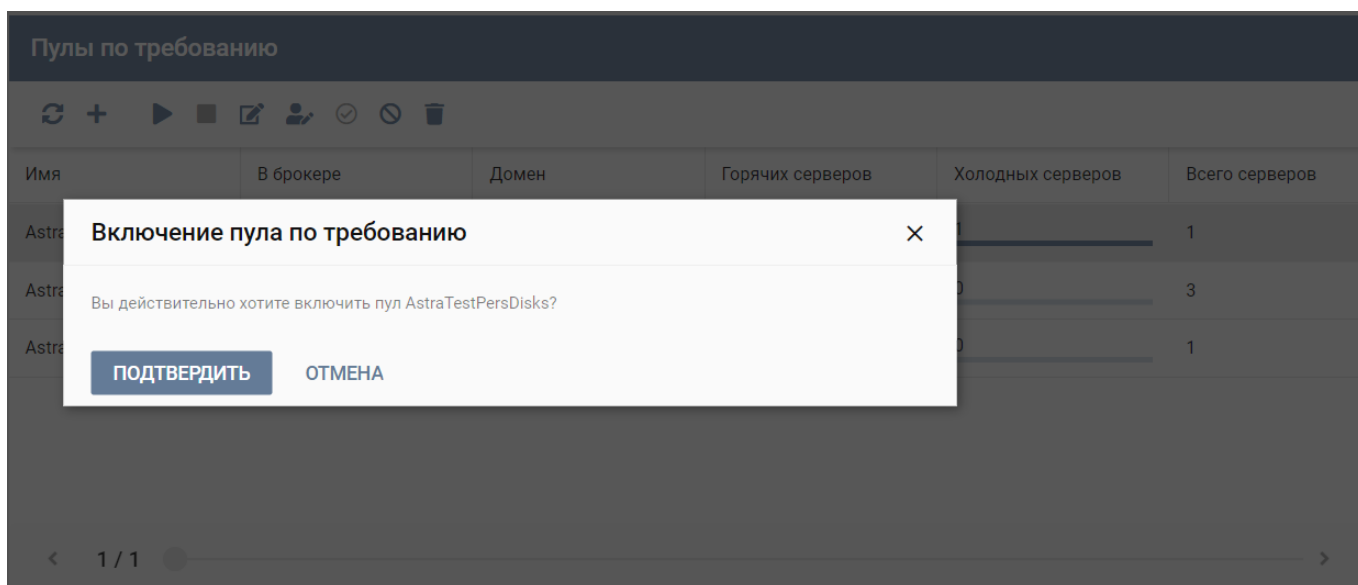 Пулы по требованию
Имя В брокере Домен Горячих серверов Холодных серверов Всего серверов
Включение пула по требованию
Вы действительно хотите включить пул AstraTestPersDisks?
ПОДТВЕРДИТЬ ОТМЕНА
1
3
1
1 / 1